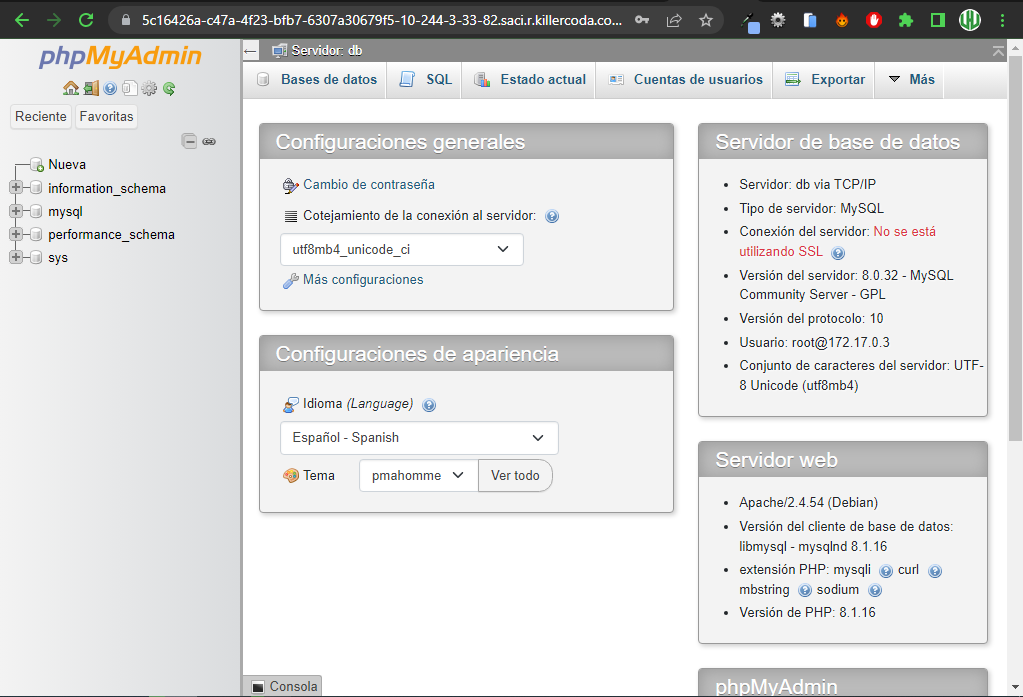 5c16426a-c47a-4f23-bfb7-6307a30679f5-10-244-3-33-82.saci.r.killercoda.co...
phpMyAdmin
Reciente
Favoritas
Nueva
information_schema
mysql
performance_schema
sys
Servidor: db
Bases de datos
SQL
Estado actual
Cuentas de usuarios
Exportar
Más
Configuraciones generales
Cambio de contraseña
Cotejamiento de la conexión al servidor:
utf8mb4_unicode_ci
Más configuraciones
Configuraciones de apariencia
Idioma (Language)
Español - Spanish
Tema
pmahomme
Ver todo
Servidor de base de datos
Servidor: db via TCP/IP
Tipo de servidor: MySQL
Conexión del servidor: No se está
utilizando SSL
Versión del servidor: 8.0.32 - MySQL
Community Server - GPL
Versión del protocolo: 10
Usuario: root@172.17.0.3
Conjunto de caracteres del servidor: UTF-
8 Unicode (utf8mb4)
Servidor web
Apache/2.4.54 (Debian)
Versión del cliente de base de datos:
libmysql - mysqlnd 8.1.16
extensión PHP: mysqli curl
mbstring sodium
Versión de PHP: 8.1.16
phpMyAdmin
Consola